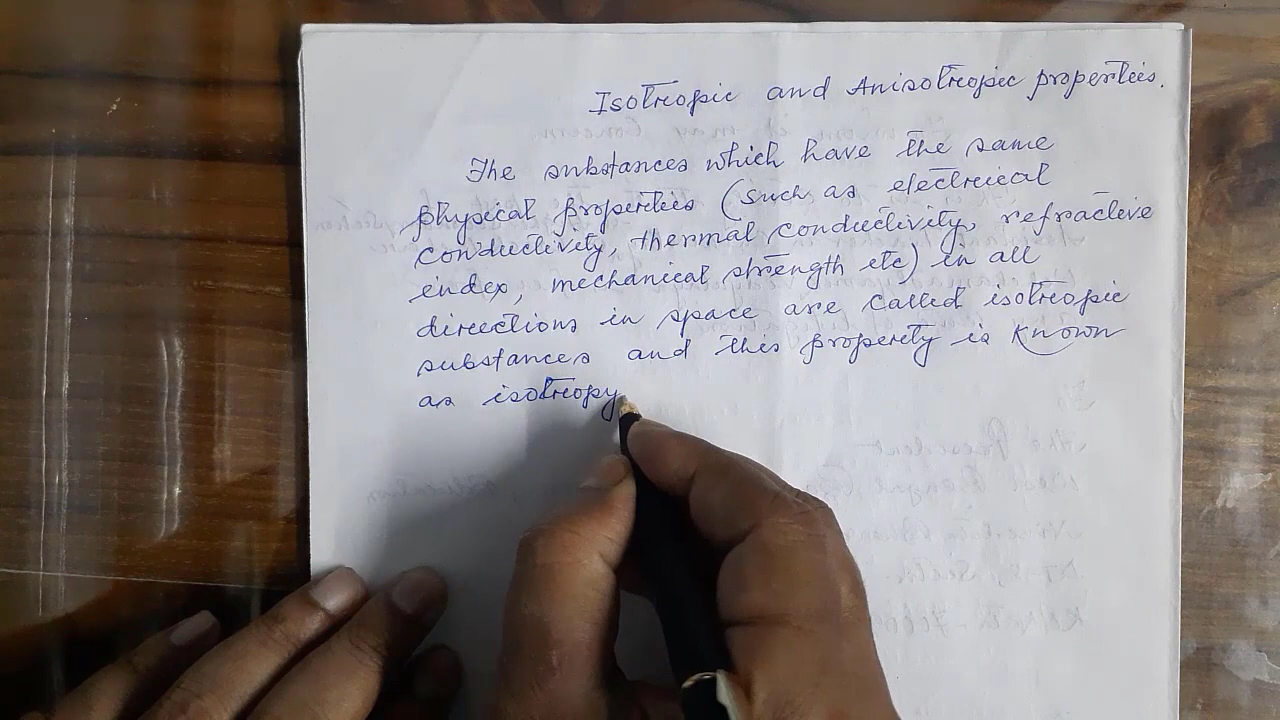 Isotropic and Anisotropic properties.
The substances which have the same
physical properties (such as electrical
conductivity, thermal conductivity, refractive
index, mechanical strength etc) in all
directions in space are called isotropic
substances and this property is known
as isotropy